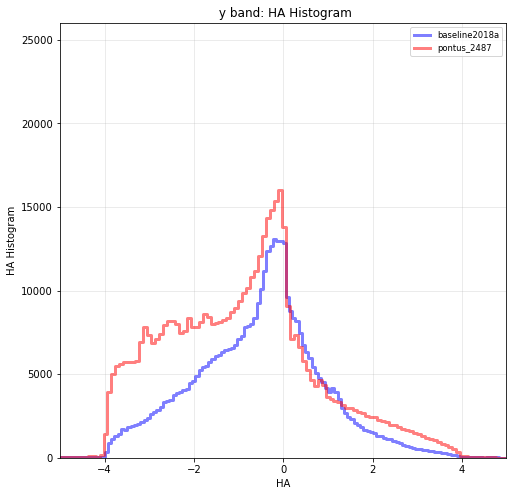 y band: HA Histogram
baseline2018a
pontus_2487
25000
20000
15000
10000
5000
0
HA Histogram
−4
−2
0
2
4
HA